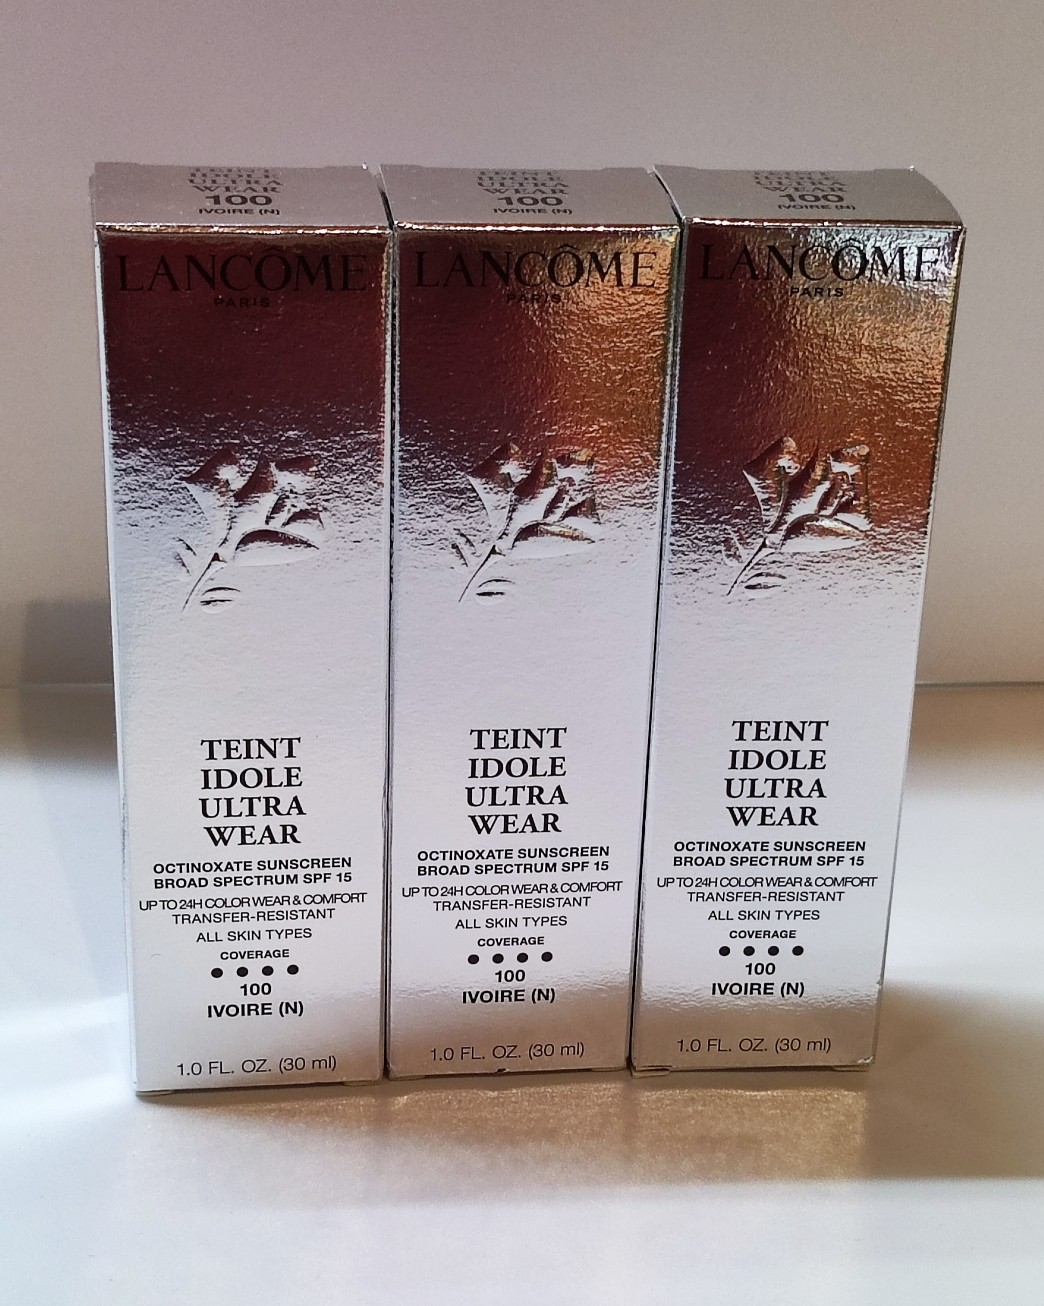 TEINT
IDOLE
ULTRA
WEAR
100
IVOIRE (N)
LANCÔME
PARIS
TEINT
IDOLE
ULTRA
WEAR
OCTINOXATE SUNSCREEN
BROAD SPECTRUM SPF 15
UP TO 24H COLOR WEAR & COMFORT
TRANSFER-RESISTANT
ALL SKIN TYPES
COVERAGE
100
IVOIRE (N)
1.0 FL. OZ. (30 ml)
TEINT
IDOLE
ULTRA
WEAR
100
IVOIRE (N)
LANCÔME
PARIS
TEINT
IDOLE
ULTRA
WEAR
OCTINOXATE SUNSCREEN
BROAD SPECTRUM SPF 15
UP TO 24H COLOR WEAR & COMFORT
TRANSFER-RESISTANT
ALL SKIN TYPES
COVERAGE
100
IVOIRE (N)
1.0 FL. OZ. (30 ml)
TEINT
IDOLE
ULTRA
WEAR
100
IVOIRE (N)
LANCÔME
PARIS
TEINT
IDOLE
ULTRA
WEAR
OCTINOXATE SUNSCREEN
BROAD SPECTRUM SPF 15
UP TO 24H COLOR WEAR & COMFORT
TRANSFER-RESISTANT
ALL SKIN TYPES
COVERAGE
100
IVOIRE (N)
1.0 FL. OZ. (30 ml)